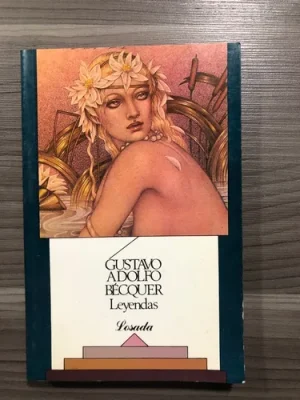 GUSTAVO
ADOLFO
BÉCQUER
Leyendas
Losada